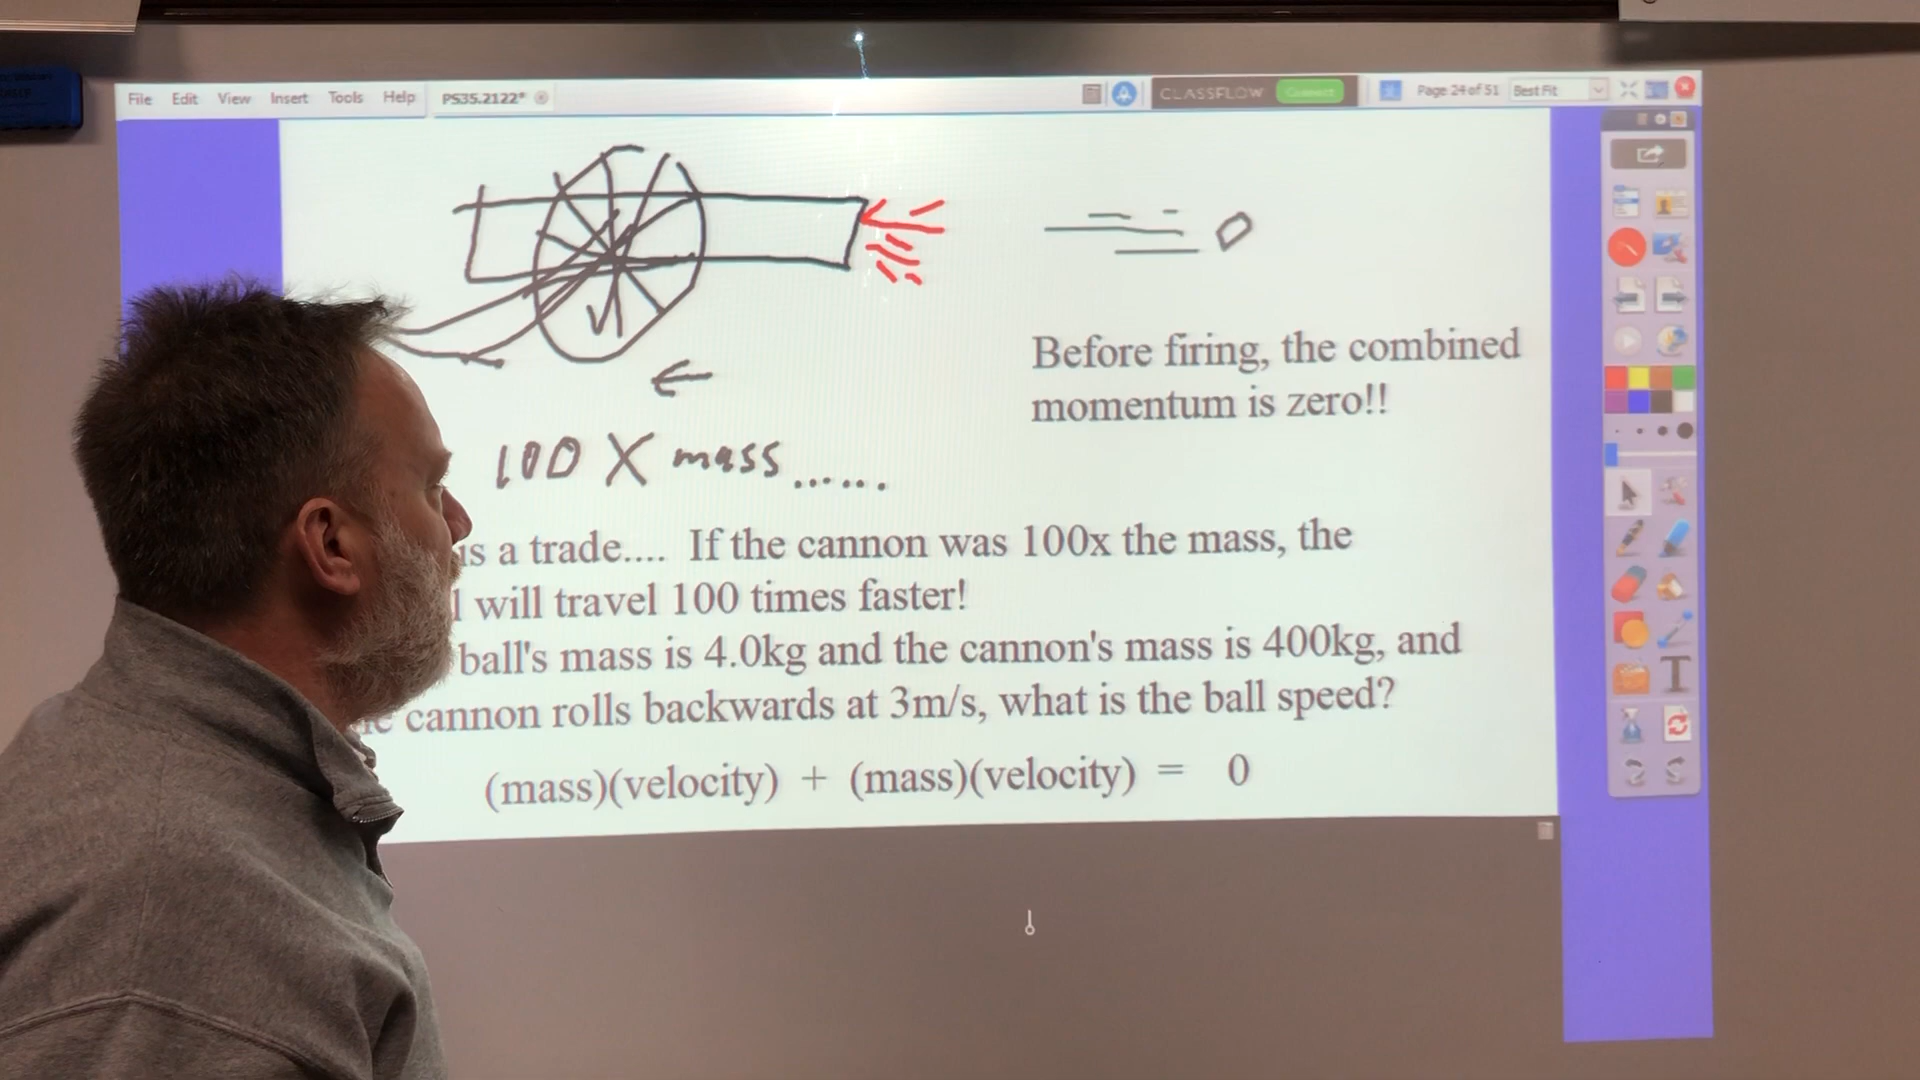 File Edit View Insert Tools Help PS35.2122* CLASSFLOW Connect Page 24 of 51 Best Fit
Before firing, the combined
momentum is zero!!
100 X mass......
is a trade.... If the cannon was 100x the mass, the
l will travel 100 times faster!
ball's mass is 4.0kg and the cannon's mass is 400kg, and
cannon rolls backwards at 3m/s, what is the ball speed?
(mass)(velocity) + (mass)(velocity) = 0
T